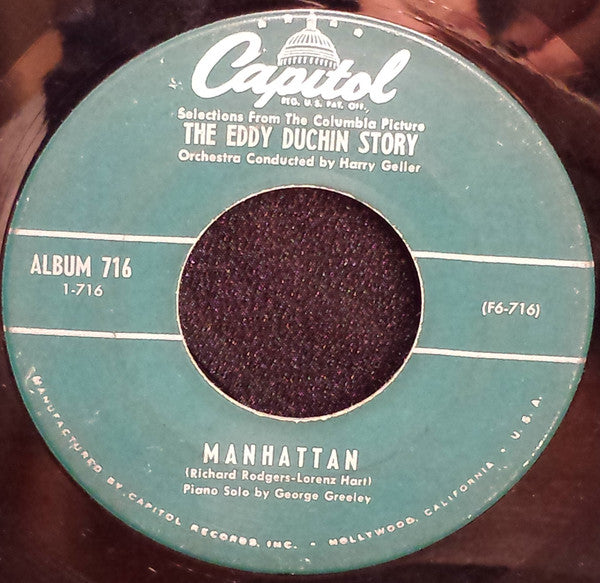 Capitol
REG. U.S. PAT. OFF.
Selections From The Columbia Picture
THE EDDY DUCHIN STORY
Orchestra Conducted by Harry Geller
ALBUM 716
1-716
(F6-716)
MANHATTAN
(Richard Rodgers-Lorenz Hart)
Piano Solo by George Greeley
MANUFACTURED BY CAPITOL RECORDS, INC. - HOLLYWOOD, CALIFORNIA - U.S.A.